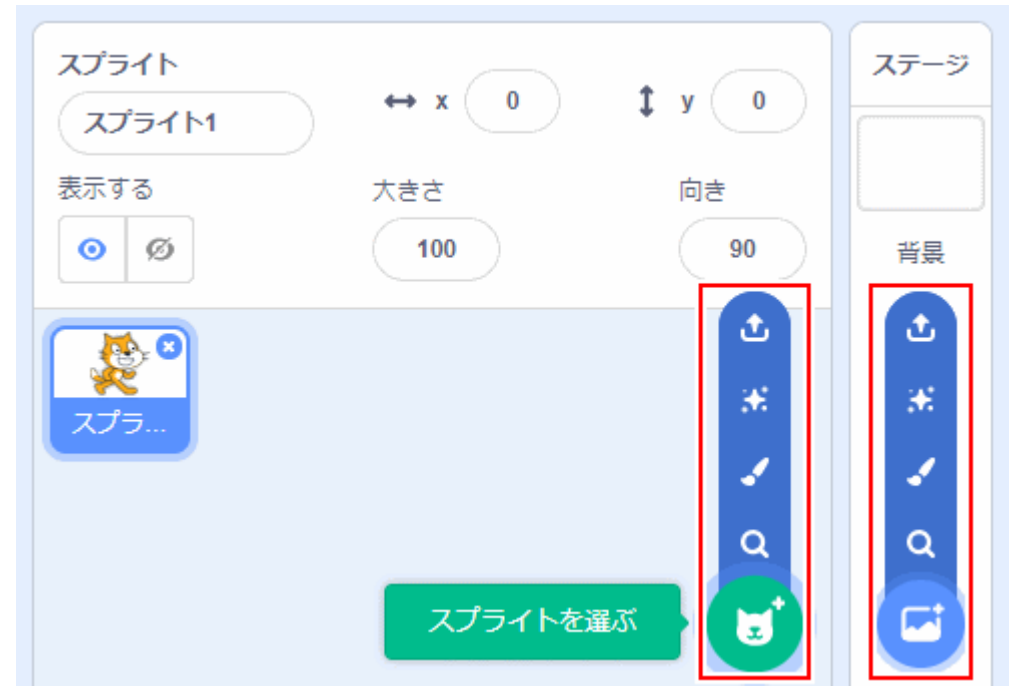 スプライト
スプライト1
x 0
y 0
表示する
大きさ
100
向き
90
スプラ...
スプライトを選ぶ
ステージ
背景